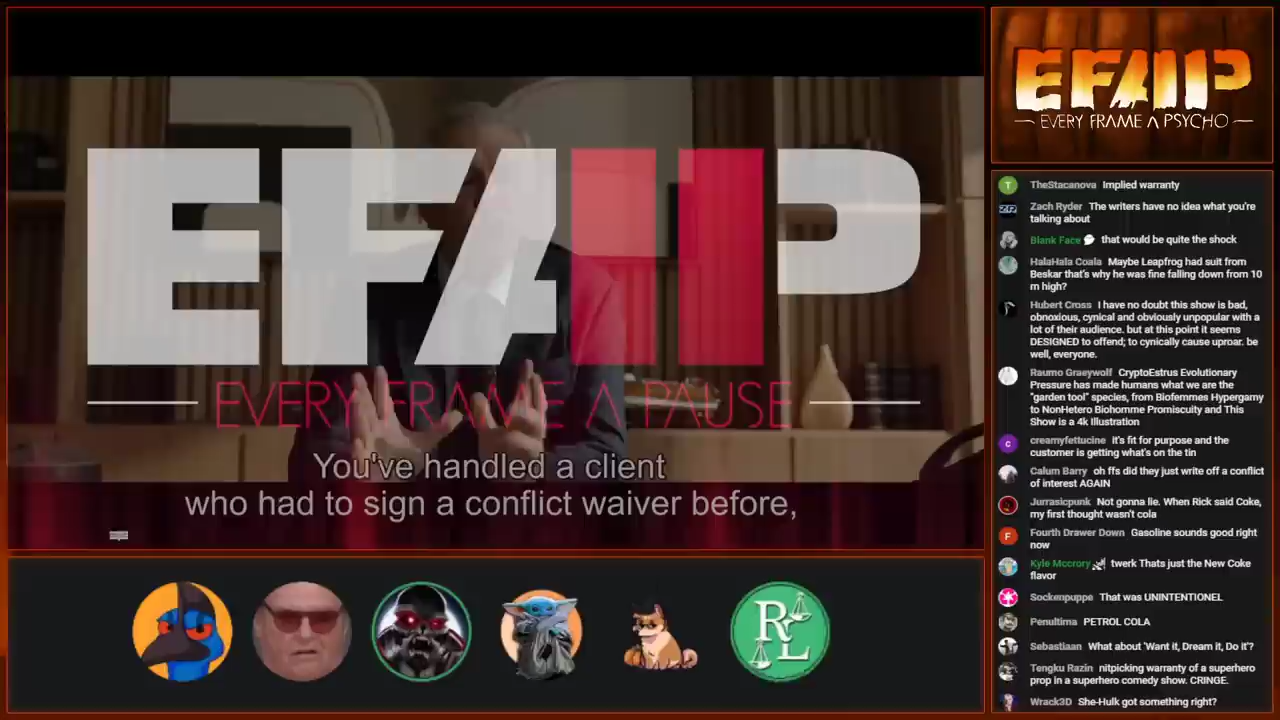 EFAP
EVERY FRAME A PAUSE
You've handled a client
who had to sign a conflict waiver before,
RL
EFAP
EVERY FRAME A PSYCHO
T
TheStacanova Implied warranty
ZR
Zach Ryder The writers have no idea what you're
talking about
Blank Face that would be quite the shock
HalaHala Coala Maybe Leapfrog had suit from
Beskar that's why he was fine falling down from 10
m high?
Hubert Cross I have no doubt this show is bad,
obnoxious, cynical and obviously unpopular with a
lot of their audience. but at this point it seems
DESIGNED to offend; to cynically cause uproar. be
well, everyone.
Raumo Graeywolf CryptoEstrus Evolutionary
Pressure has made humans what we are the
"garden tool" species, from Biofemmes Hypergamy
to NonHetero Biohomme Promiscuity and This
Show is a 4k Illustration
c
creamyfettucine it's fit for purpose and the
customer is getting what's on the tin
Calum Barry oh ffs did they just write off a conflict
of interest AGAIN
Jurrasicpunk Not gonna lie. When Rick said Coke,
my first thought wasn't cola
F
Fourth Drawer Down Gasoline sounds good right
now
Kyle Mccrory twerk Thats just the New Coke
flavor
Sockenpuppe That was UNINTENTIONEL
Penultima PETROL COLA
Sebastiaan What about 'Want it, Dream it, Do it'?
Tengku Razin nitpicking warranty of a superhero
prop in a superhero comedy show. CRINGE.
Wrack3D She-Hulk got something right?